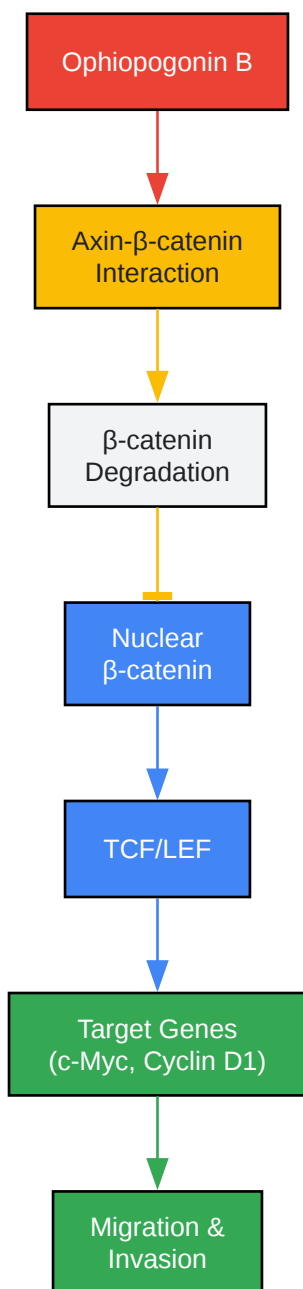 Ophiopogonin B
Axin-β-catenin
Interaction
β-catenin
Degradation
Nuclear
β-catenin
TCF/LEF
Target Genes
(c-Myc, Cyclin D1)
Migration &
Invasion